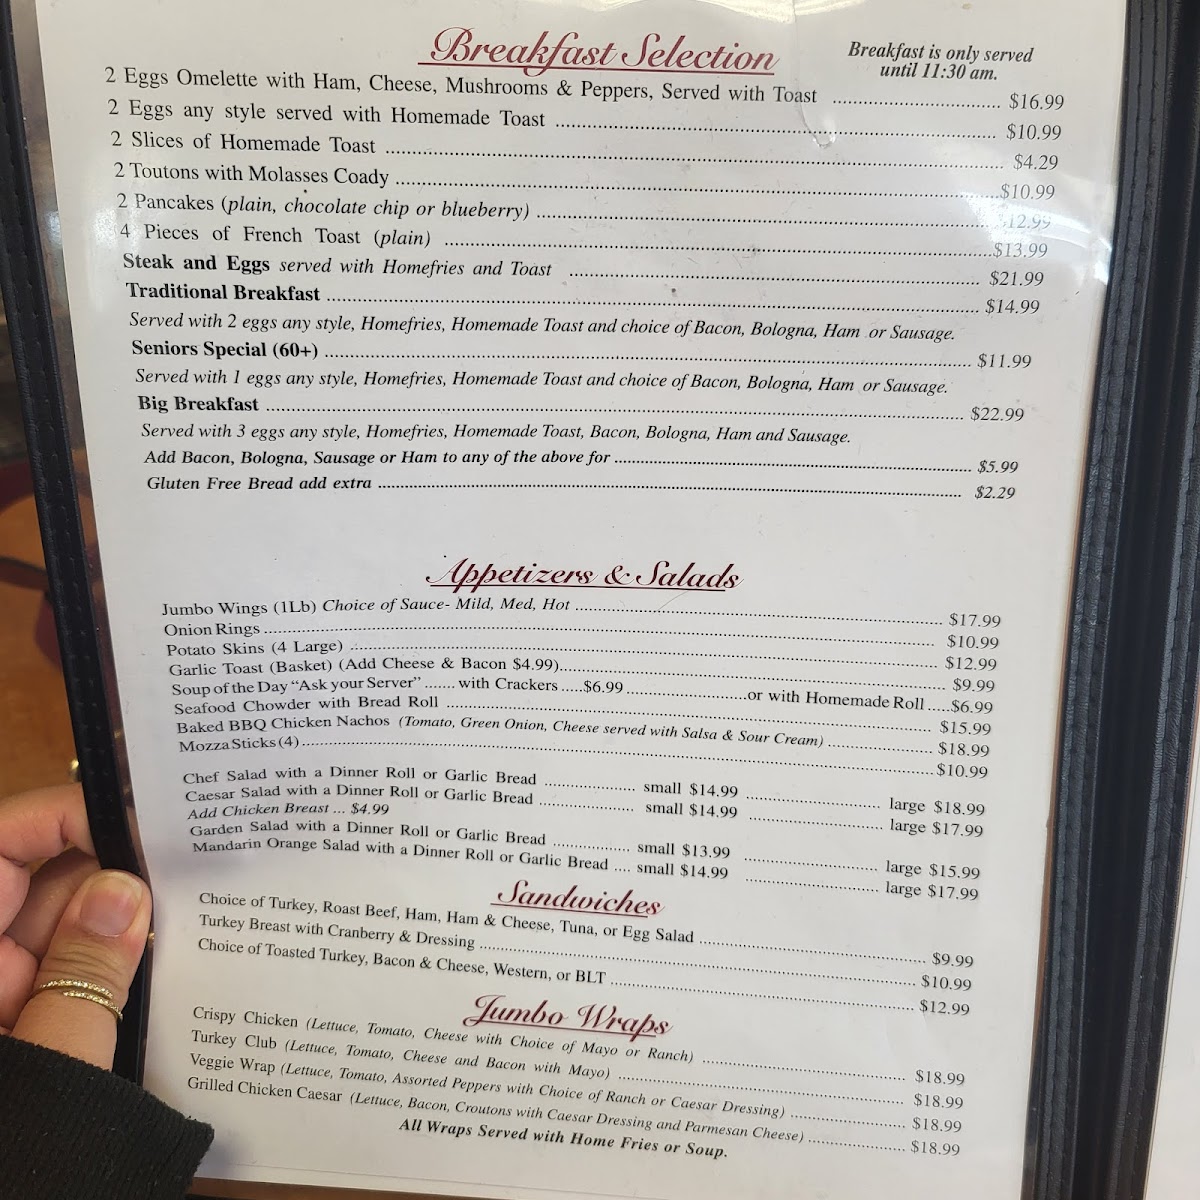 Breakfast Selection
Breakfast is only served
until 11:30 am.
2 Eggs Omelette with Ham, Cheese, Mushrooms & Peppers, Served with Toast ........................... $16.99
2 Eggs any style served with Homemade Toast ........................... $10.99
2 Slices of Homemade Toast ........................... $4.29
2 Toutons with Molasses Coady ........................... $10.99
2 Pancakes (plain, chocolate chip or blueberry) ........................... $12.99
4 Pieces of French Toast (plain) ........................... $13.99
Steak and Eggs served with Homefries and Toast ........................... $21.99
Traditional Breakfast ........................... $14.99
Served with 2 eggs any style, Homefries, Homemade Toast and choice of Bacon, Bologna, Ham or Sausage.
Seniors Special (60+) ........................... $11.99
Served with 1 eggs any style, Homefries, Homemade Toast and choice of Bacon, Bologna, Ham or Sausage.
Big Breakfast ........................... $22.99
Served with 3 eggs any style, Homefries, Homemade Toast, Bacon, Bologna, Ham and Sausage.
Add Bacon, Bologna, Sausage or Ham to any of the above for ........................... $5.99
Gluten Free Bread add extra ........................... $2.29
Appetizers & Salads
Jumbo Wings (1Lb) Choice of Sauce- Mild, Med, Hot ........................... $17.99
Onion Rings ........................... $10.99
Potato Skins (4 Large) ........................... $12.99
Garlic Toast (Basket) (Add Cheese & Bacon $4.99)........................... $9.99
Soup of the Day "Ask your Server" ....... with Crackers .....$6.99 ...........................or with Homemade Roll .....$6.99
Seafood Chowder with Bread Roll ........................... $15.99
Baked BBQ Chicken Nachos (Tomato, Green Onion, Cheese served with Salsa & Sour Cream) ........................... $18.99
Mozza Sticks (4) ........................... $10.99
Chef Salad with a Dinner Roll or Garlic Bread .................... small $14.99 ........................... large $18.99
Caesar Salad with a Dinner Roll or Garlic Bread .................... small $14.99 ........................... large $17.99
Add Chicken Breast ... $4.99
Garden Salad with a Dinner Roll or Garlic Bread ................. small $13.99 ........................... large $15.99
Mandarin Orange Salad with a Dinner Roll or Garlic Bread .... small $14.99 ........................... large $17.99
Sandwiches
Choice of Turkey, Roast Beef, Ham, Ham & Cheese, Tuna, or Egg Salad ........................... $9.99
Turkey Breast with Cranberry & Dressing ........................... $10.99
Choice of Toasted Turkey, Bacon & Cheese, Western, or BLT ........................... $12.99
Jumbo Wraps
Crispy Chicken (Lettuce, Tomato, Cheese with Choice of Mayo or Ranch) ........................... $18.99
Turkey Club (Lettuce, Tomato, Cheese and Bacon with Mayo) ........................... $18.99
Veggie Wrap (Lettuce, Tomato, Assorted Peppers with Choice of Ranch or Caesar Dressing) ........................... $18.99
Grilled Chicken Caesar (Lettuce, Bacon, Croutons with Caesar Dressing and Parmesan Cheese) ........................... $18.99
All Wraps Served with Home Fries or Soup.